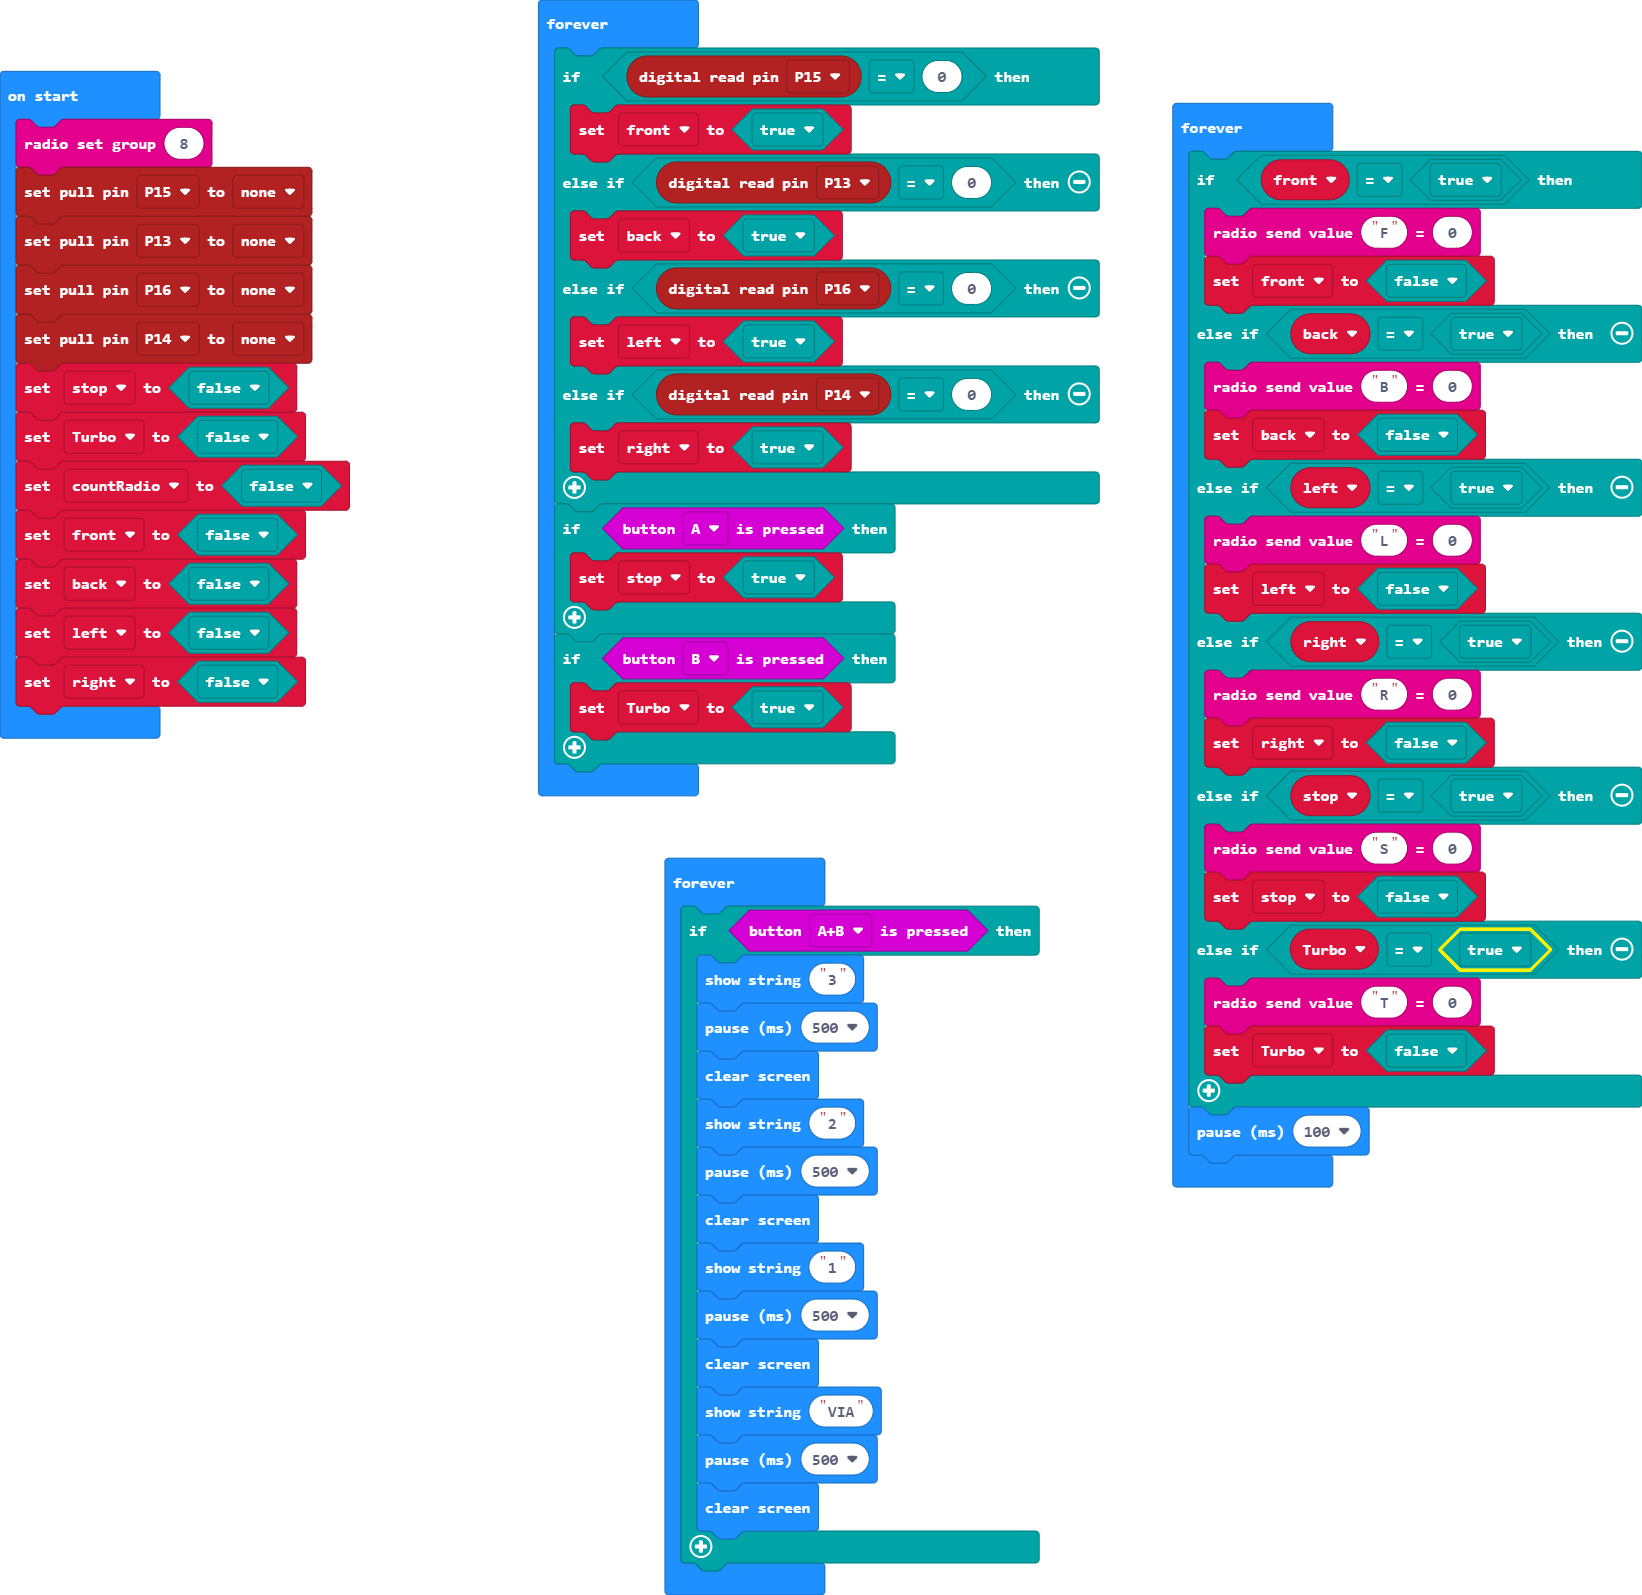 on start
radio set group 8
set pull pin P15 to none
set pull pin P13 to none
set pull pin P16 to none
set pull pin P14 to none
set stop to false
set Turbo to false
set countRadio to false
set front to false
set back to false
set left to false
set right to false
forever
if digital read pin P15 = 0 then
set front to true
else if digital read pin P13 = 0 then
set back to true
else if digital read pin P16 = 0 then
set left to true
else if digital read pin P14 = 0 then
set right to true
if button A is pressed then
set stop to true
if button B is pressed then
set Turbo to true
forever
if button A+B is pressed then
show string "3"
pause (ms) 500
clear screen
show string "2"
pause (ms) 500
clear screen
show string "1"
pause (ms) 500
clear screen
show string "VIA"
pause (ms) 500
clear screen
forever
if front = true then
radio send value "F" = 0
set front to false
else if back = true then
radio send value "B" = 0
set back to false
else if left = true then
radio send value "L" = 0
set left to false
else if right = true then
radio send value "R" = 0
set right to false
else if stop = true then
radio send value "S" = 0
set stop to false
else if Turbo = true then
radio send value "T" = 0
set Turbo to false
pause (ms) 100